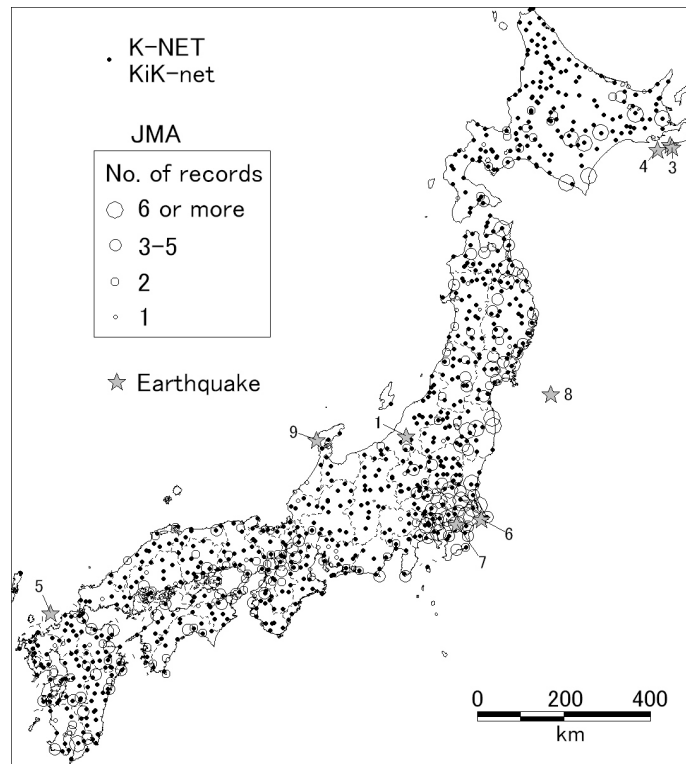 K-NET
KiK-net
JMA
No. of records
6 or more
3-5
2
1
Earthquake
4 3
8
9 1
6
7
5
0 200 400
km